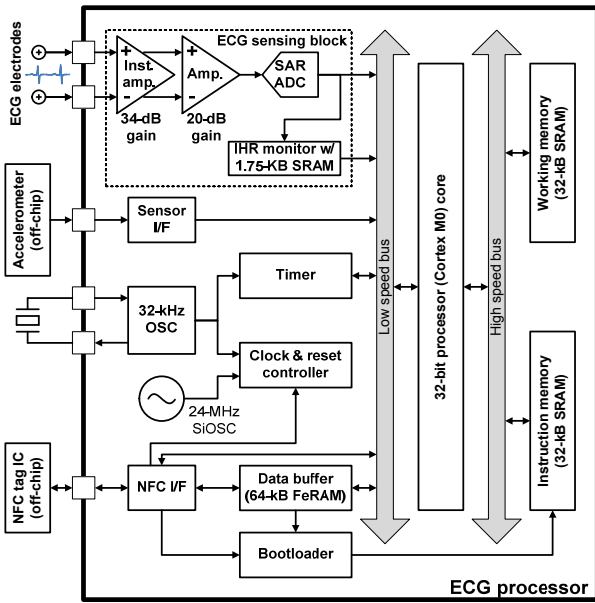 ECG electrodes
ECG sensing block
+
-
Inst.
amp.
34-dB
gain
+
-
Amp.
20-dB
gain
SAR
ADC
IHR monitor w/
1.75-KB SRAM
Accelerometer
(off-chip)
Sensor
I/F
32-kHz
OSC
Timer
Clock & reset
controller
24-MHz
SiOSC
NFC tag IC
(off-chip)
NFC I/F
Data buffer
(64-kB FeRAM)
Bootloader
Low speed bus
32-bit processor (Cortex M0) core
High speed bus
Working memory
(32-kB SRAM)
Instruction memory
(32-kB SRAM)
ECG processor